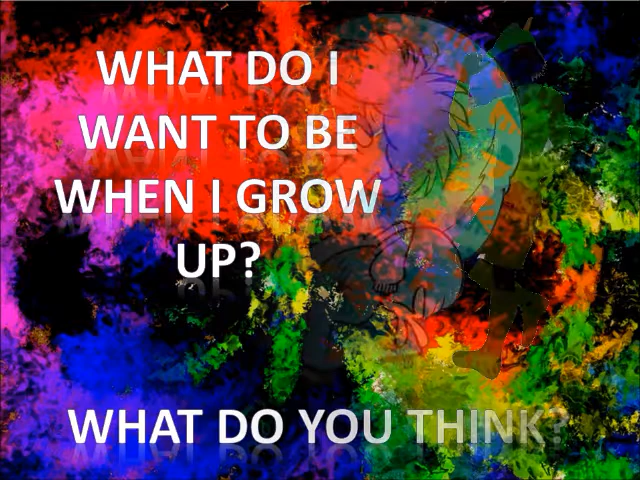 WHAT DO I
WANT TO BE
WHEN I GROW
UP?
WHAT DO YOU THINK?